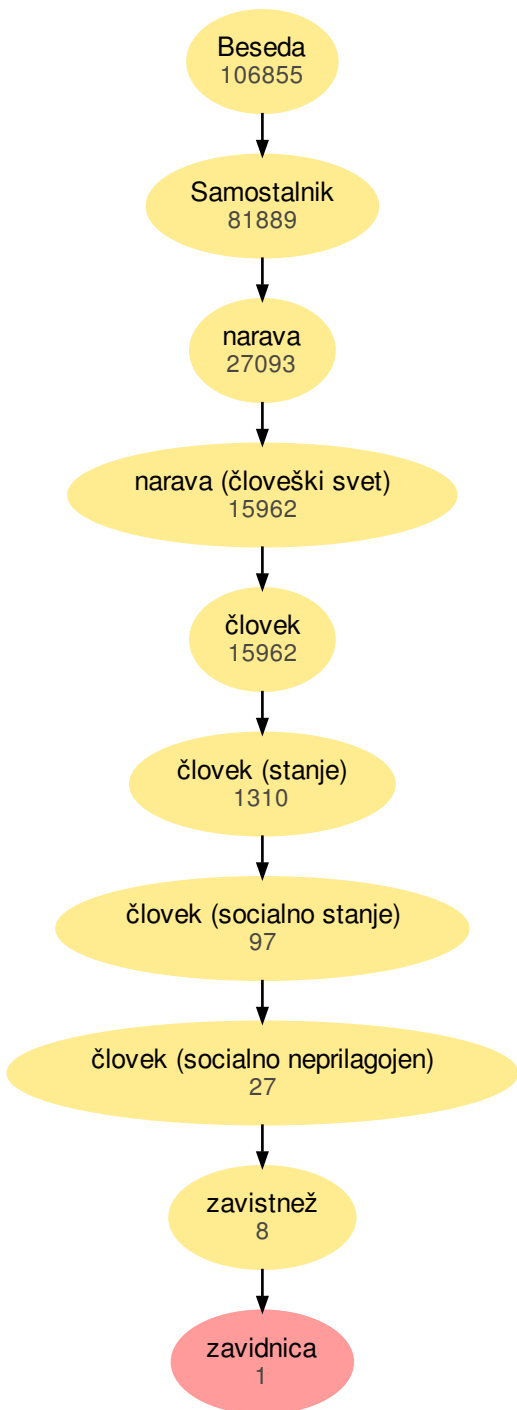 Beseda
106855
Samostalnik
81889
narava
27093
narava (človeški svet)
15962
človek
15962
človek (stanje)
1310
človek (socialno stanje)
97
človek (socialno neprilagojen)
27
zavistnež
8
zavidnica
1